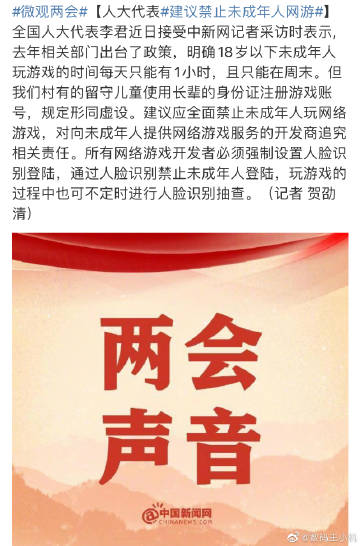 #微观两会#【人大代表#建议禁止未成年人网游#】
全国人大代表李君近日接受中新网记者采访时表示,
去年相关部门出台了政策，明确18岁以下未成年人
玩游戏的时间每天只能有1小时，且只能在周末。但
我们村有的留守儿童使用长辈的身份证注册游戏账
号，规定形同虚设。建议应全面禁止未成年人玩网络
游戏，对向未成年人提供网络游戏服务的开发商追究
相关责任。所有网络游戏开发者必须强制设置人脸识
别登陆，通过人脸识别禁止未成年人登陆，玩游戏的
过程中也可不定时进行人脸识别抽查。（记者 贺劭
清）
两会
声音
中国新闻网
CHINANEWS.COM
@数码王小机